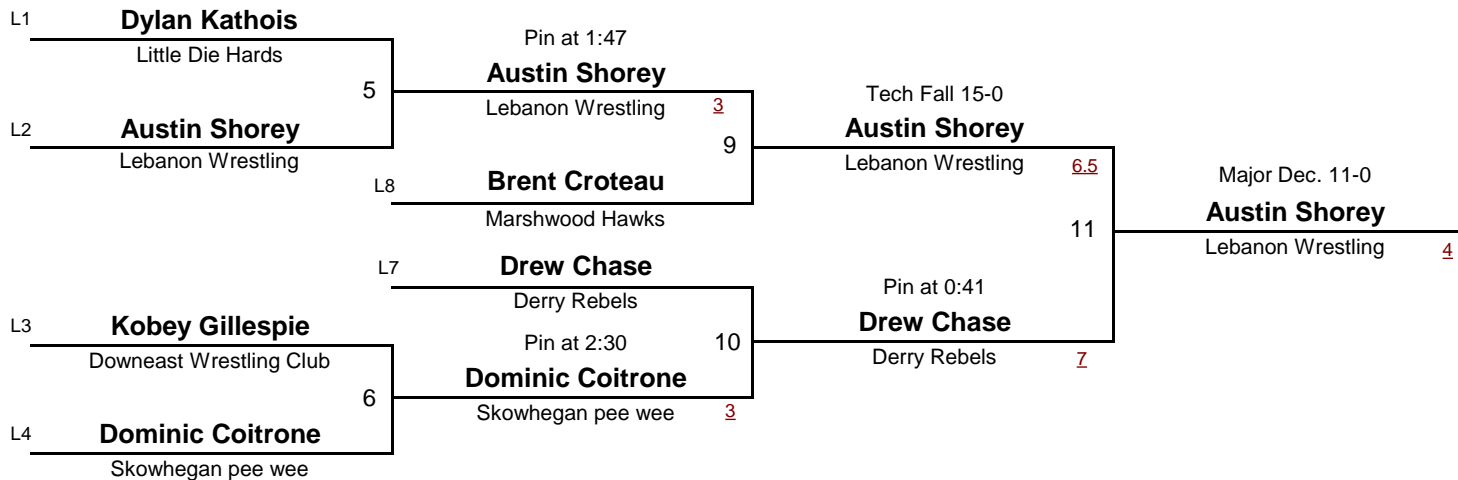 L1
Dylan Kathois
Little Die Hards
5
L2
Austin Shorey
Lebanon Wrestling
Pin at 1:47
Austin Shorey
Lebanon Wrestling
3
9
L8
Brent Croteau
Marshwood Hawks
Tech Fall 15-0
Austin Shorey
Lebanon Wrestling
6.5
11
Major Dec. 11-0
Austin Shorey
Lebanon Wrestling
4
L7
Drew Chase
Derry Rebels
10
Pin at 0:41
Drew Chase
Derry Rebels
7
L3
Kobey Gillespie
Downeast Wrestling Club
6
L4
Dominic Coitrone
Skowhegan pee wee
Pin at 2:30
Dominic Coitrone
Skowhegan pee wee
3